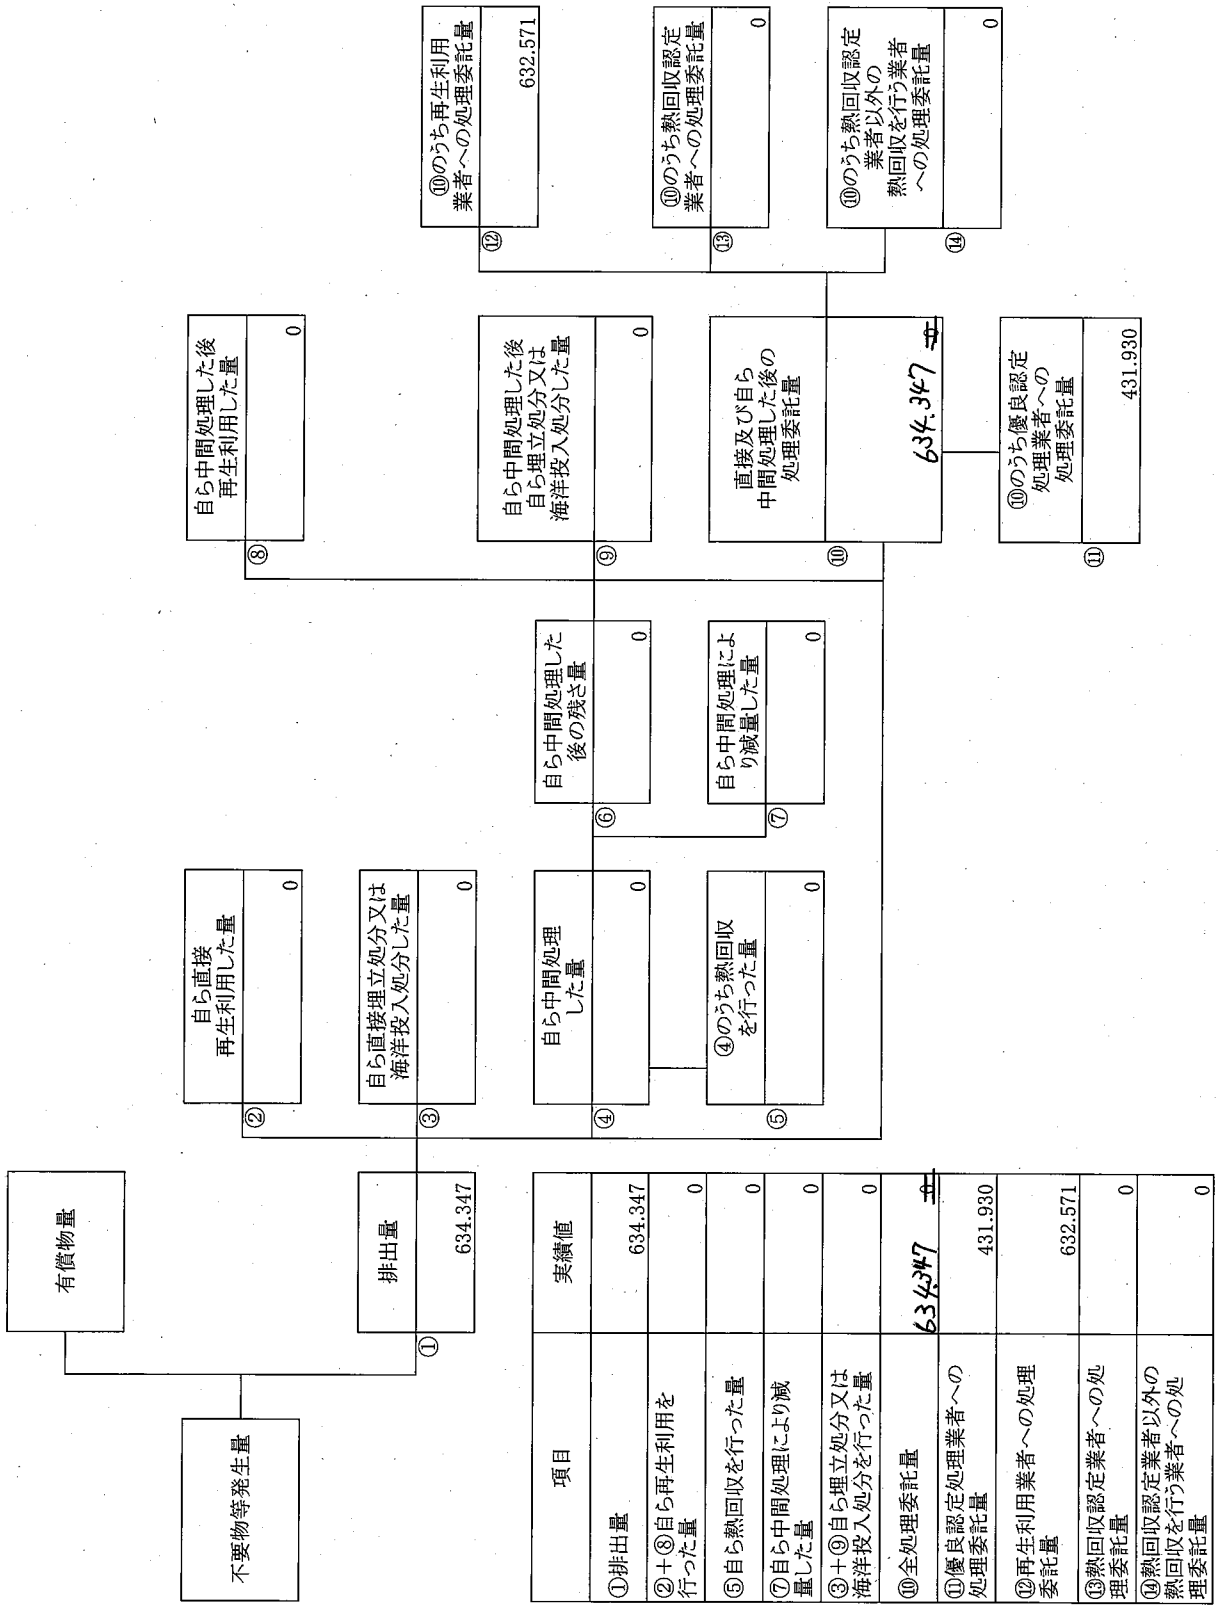 不要物等発生量
有償物量
排出量
①
634.347
自ら直接
再生利用した量
②
0
自ら直接埋立処分又は
海洋投入処分した量
③
0
自ら中間処理
した量
④
0
④のうち熱回収
を行った量
⑤
0
自ら中間処理した
後の残さ量
⑥
0
自ら中間処理によ
り減量した量
⑦
0
自ら中間処理した後
再生利用した量
⑧
0
自ら中間処理した後
自ら埋立処分又は
海洋投入処分した量
⑨
0
直接及び自ら
中間処理した後の
処理委託量
⑩
634.347 0
⑩のうち優良認定
処理業者への
処理委託量
⑪
431.930
⑩のうち再生利用
業者への処理委託量
⑫
632.571
⑩のうち熱回収認定
業者への処理委託量
⑬
0
⑩のうち熱回収認定
業者以外の
熱回収を行う業者
への処理委託量
⑭
0
項目 実績値
①排出量 634.347
②+⑧自ら再生利用を
行った量 0
⑤自ら熱回収を行った量 0
⑦自ら中間処理により減
量した量 0
③+⑨自ら埋立処分又は
海洋投入処分を行った量 0
⑩全処理委託量 634.347 0
⑪優良認定処理業者への
処理委託量 431.930
⑫再生利用業者への処理
委託量 632.571
⑬熱回収認定業者への処
理委託量 0
⑭熱回収認定業者以外の
熱回収を行う業者への処
理委託量 0